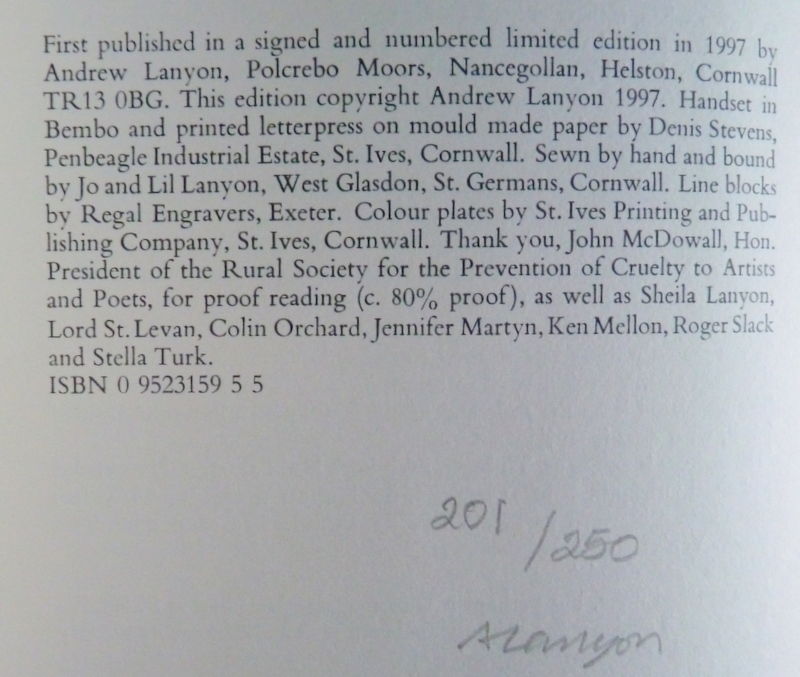 First published in a signed and numbered limited edition in 1997 by
Andrew Lanyon, Polcrebo Moors, Nancegollan, Helston, Cornwall
TR13 0BG. This edition copyright Andrew Lanyon 1997. Handset in
Bembo and printed letterpress on mould made paper by Denis Stevens,
Penbeagle Industrial Estate, St. Ives, Cornwall. Sewn by hand and bound
by Jo and Lil Lanyon, West Glasdon, St. Germans, Cornwall. Line blocks
by Regal Engravers, Exeter. Colour plates by St. Ives Printing and Pub-
lishing Company, St. Ives, Cornwall. Thank you, John McDowall, Hon.
President of the Rural Society for the Prevention of Cruelty to Artists
and Poets, for proof reading (c. 80% proof), as well as Sheila Lanyon,
Lord St. Levan, Colin Orchard, Jennifer Martyn, Ken Mellon, Roger Slack
and Stella Turk.
ISBN 0 9523159 5 5
201/250
A Lanyon